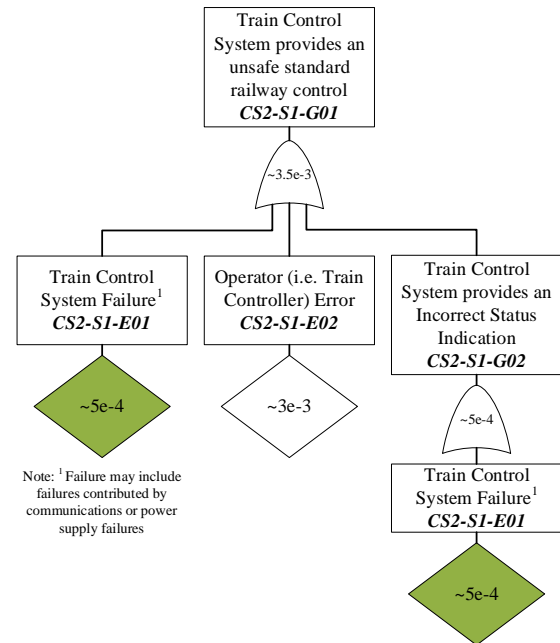 Train Control
System provides an
unsafe standard
railway control
CS2-S1-G01
~3.5e-3
Train Control
System Failure¹
CS2-S1-E01
~5e-4
Note: ¹ Failure may include
failures contributed by
communications or power
supply failures
Operator (i.e. Train
Controller) Error
CS2-S1-E02
~3e-3
Train Control
System provides an
Incorrect Status
Indication
CS2-S1-G02
~5e-4
Train Control
System Failure¹
CS2-S1-E01
~5e-4